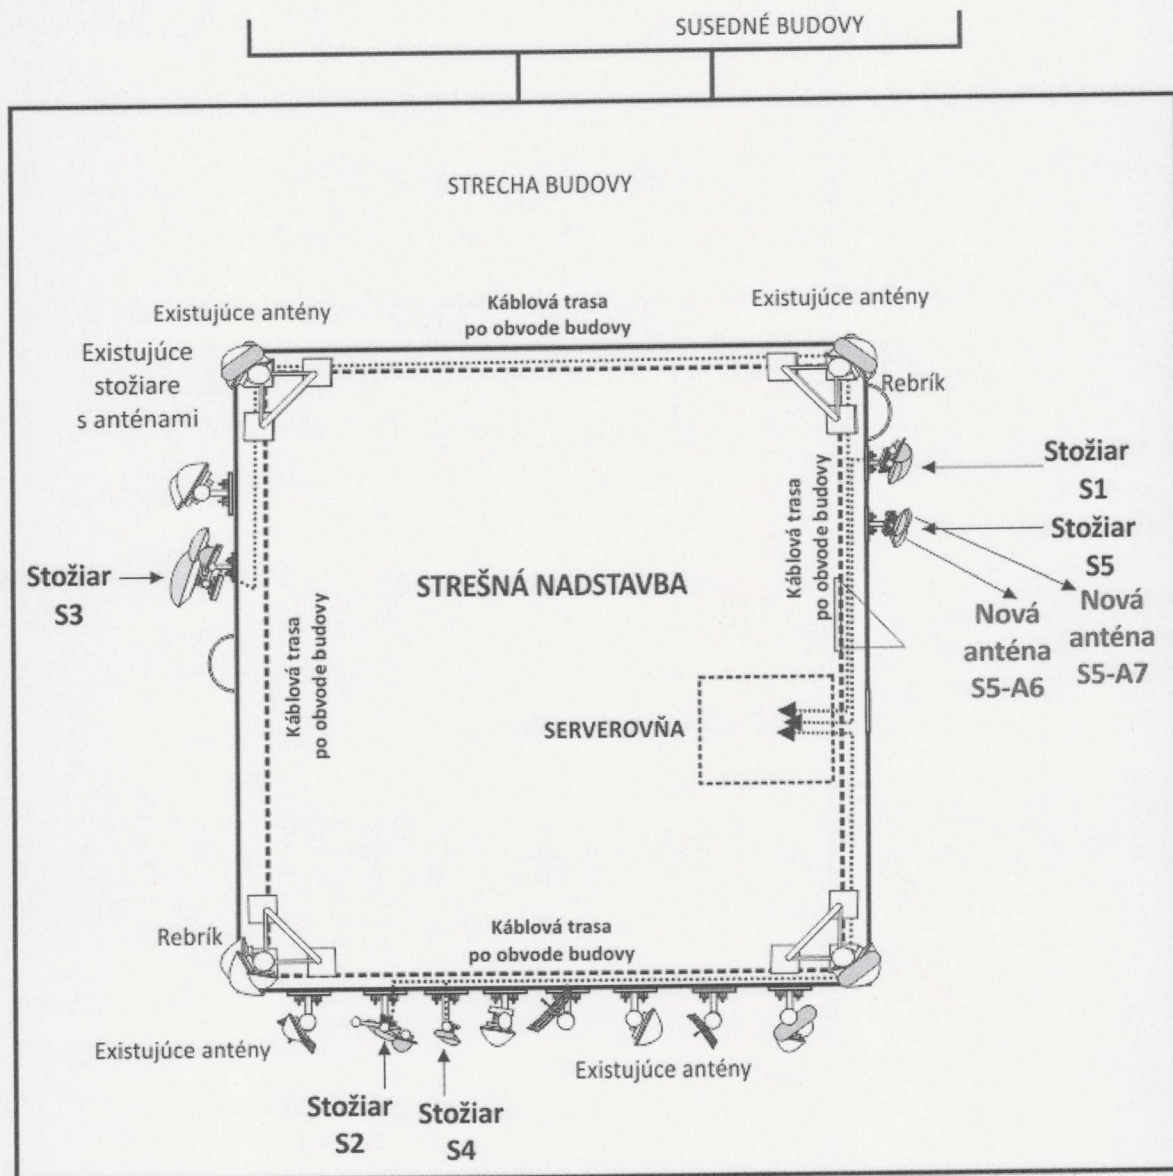 SUSEDNÉ BUDOVY
STRECHA BUDOVY
Existujúce antény
Káblová trasa
po obvode budovy
Existujúce antény
Existujúce
stožiare
s anténami
Rebrík
Stožiar
S1
Stožiar
S5
Káblová trasa
po obvode budovy
Stožiar
S3
STREŠNÁ NADSTAVBA
Nová
anténa
S5-A6
Nová
anténa
S5-A7
Káblová trasa
po obvode budovy
SERVEROVŇA
Rebrík
Káblová trasa
po obvode budovy
Existujúce antény
Existujúce antény
Stožiar
S2
Stožiar
S4